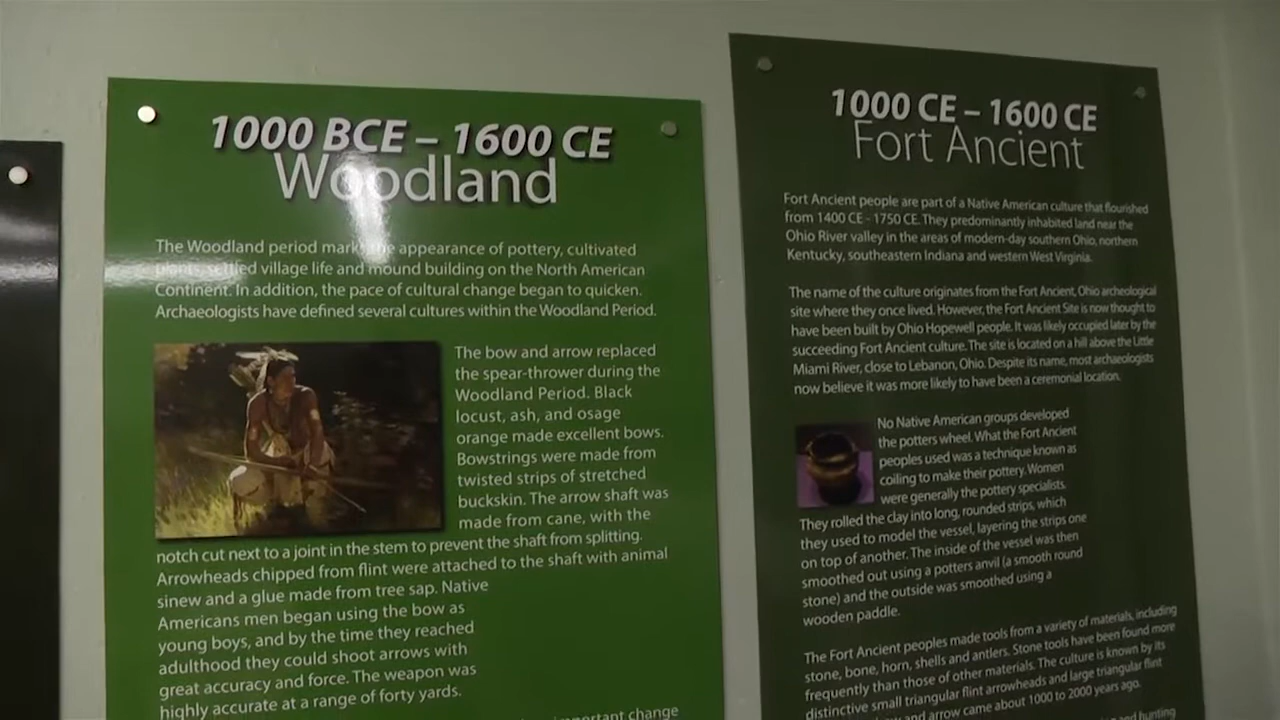 1000 BCE – 1600 CE
Woodland
The Woodland period marks the appearance of pottery, cultivated
plants, settled village life and mound building on the North American
Continent. In addition, the pace of cultural change began to quicken.
Archaeologists have defined several cultures within the Woodland Period.
The bow and arrow replaced
the spear-thrower during the
Woodland Period. Black
locust, ash, and osage
orange made excellent bows.
Bowstrings were made from
twisted strips of stretched
buckskin. The arrow shaft was
made from cane, with the
notch cut next to a joint in the stem to prevent the shaft from splitting.
Arrowheads chipped from flint were attached to the shaft with animal
sinew and a glue made from tree sap. Native
Americans men began using the bow as
young boys, and by the time they reached
adulthood they could shoot arrows with
great accuracy and force. The weapon was
highly accurate at a range of forty yards.
important change
1000 CE – 1600 CE
Fort Ancient
Fort Ancient people are part of a Native American culture that flourished
from 1400 CE - 1750 CE. They predominantly inhabited land near the
Ohio River valley in the areas of modern-day southern Ohio, northern
Kentucky, southeastern Indiana and western West Virginia.
The name of the culture originates from the Fort Ancient, Ohio archeological
site where they once lived. However, the Fort Ancient Site is now thought to
have been built by Ohio Hopewell people. It was likely occupied later by the
succeeding Fort Ancient culture. The site is located on a hill above the Little
Miami River, close to Lebanon, Ohio. Despite its name, most archaeologists
now believe it was more likely to have been a ceremonial location.
No Native American groups developed
the potters wheel. What the Fort Ancient
peoples used was a technique known as
coiling to make their pottery. Women
were generally the pottery specialists.
They rolled the clay into long, rounded strips, which
they used to model the vessel, layering the strips one
on top of another. The inside of the vessel was then
smoothed out using a potters anvil (a smooth round
stone) and the outside was smoothed using a
wooden paddle.
The Fort Ancient peoples made tools from a variety of materials, including
stone, bone, horn, shells and antlers. Stone tools have been found more
frequently than those of other materials. The culture is known by its
distinctive small triangular flint arrowheads and large triangular flint
and arrow came about 1000 to 2000 years ago.
and hunting